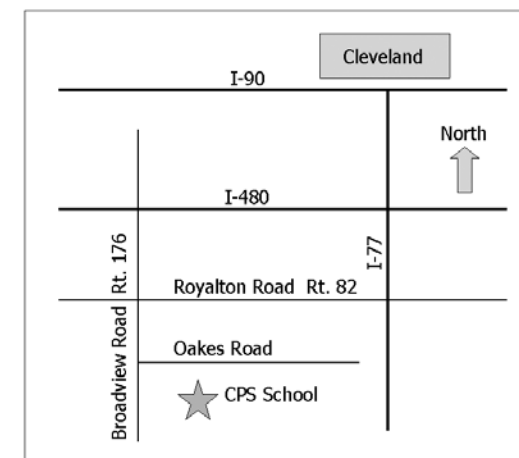 Cleveland
I-90
North
I-480
Broadview Road Rt. 176
I-77
Royalton Road Rt. 82
Oakes Road
CPS School